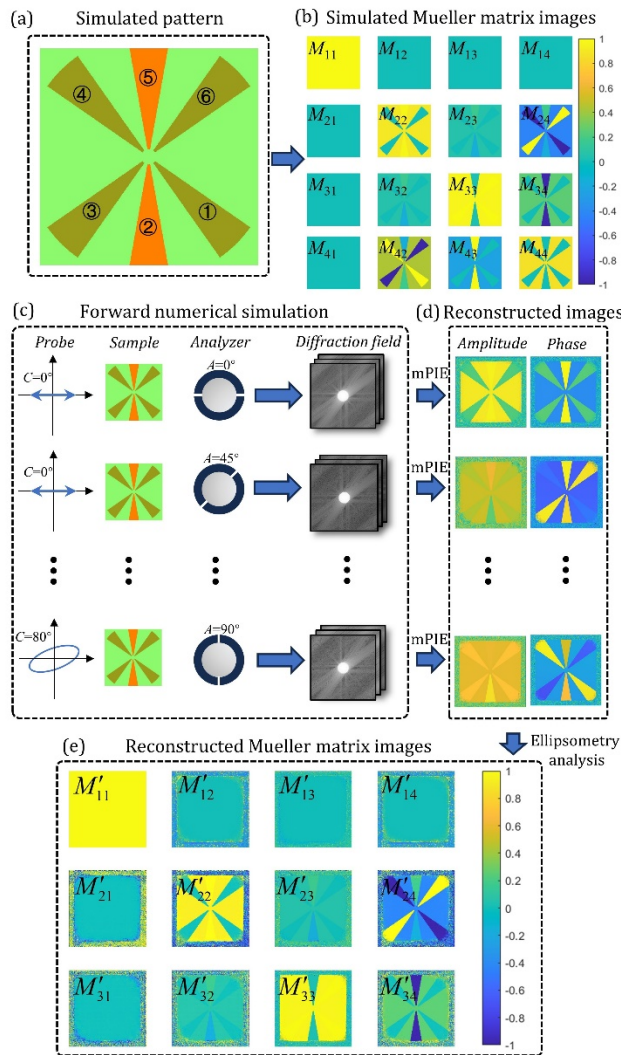 (a) Simulated pattern
④ ⑤ ⑥
③ ② ①
(b) Simulated Mueller matrix images
M11 M12 M13 M14
M21 M22 M23 M24
M31 M32 M33 M34
M41 M42 M43 M44
1
0.8
0.6
0.4
0.2
0
-0.2
-0.4
-0.6
-0.8
-1
(c) Forward numerical simulation
Probe Sample Analyzer Diffraction field
C=0° A=0°
C=0° A=45°
C=80° A=90°
(d) Reconstructed images
Amplitude Phase
mPIE
mPIE
mPIE
Ellipsometry
analysis
(e) Reconstructed Mueller matrix images
M′11 M′12 M′13 M′14
M′21 M′22 M′23 M′24
M′31 M′32 M′33 M′34
1
0.8
0.6
0.4
0.2
0
-0.2
-0.4
-0.6
-0.8
-1